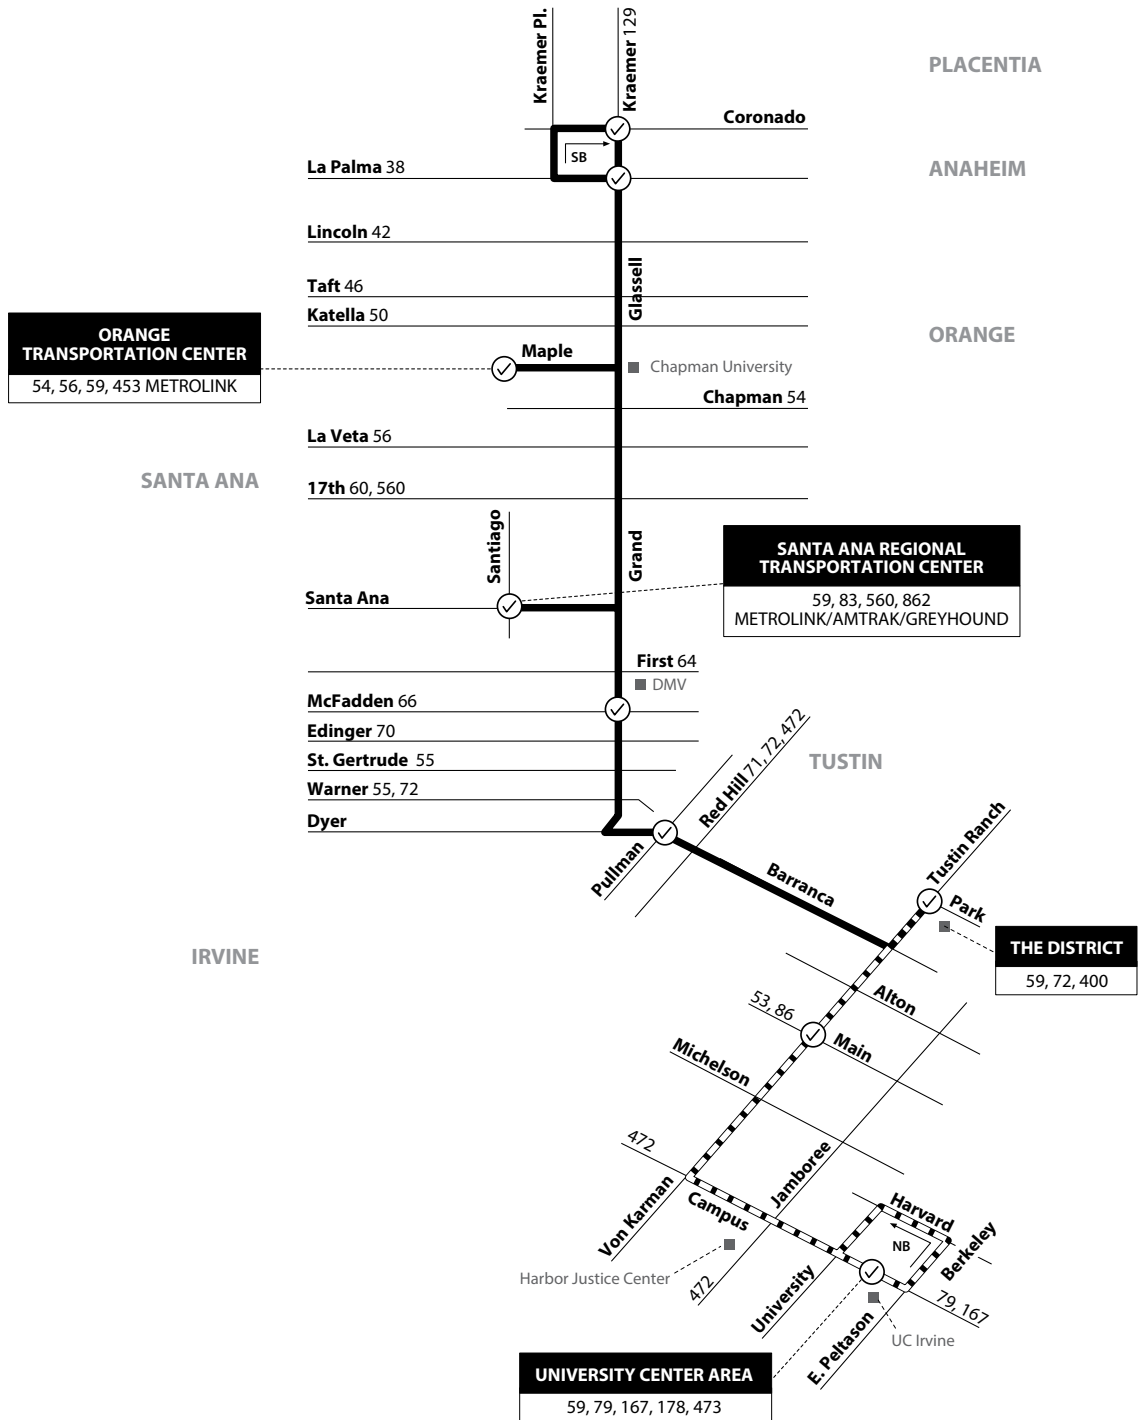 Kraemer Pl.
Kraemer 129
PLACENTIA
Coronado
SB
La Palma 38
ANAHEIM
Lincoln 42
Glassell
Taft 46
Katella 50
ORANGE
TRANSPORTATION CENTER
54, 56, 59, 453 METROLINK
ORANGE
Maple
Chapman University
Chapman 54
La Veta 56
SANTA ANA
17th 60, 560
Santiago
Grand
SANTA ANA REGIONAL
TRANSPORTATION CENTER
59, 83, 560, 862
METROLINK/AMTRAK/GREYHOUND
Santa Ana
First 64
DMV
McFadden 66
Edinger 70
St. Gertrude 55
Warner 55, 72
Dyer
Pullman
Red Hill 71, 72, 472
TUSTIN
Barranca
Tustin Ranch
Park
IRVINE
THE DISTRICT
59, 72, 400
Alton
53, 86
Main
Michelson
472
Jamboree
Von Karman
Campus
Harvard
NB
Berkeley
Harbor Justice Center
472
University
79, 167
UC Irvine
E. Peltason
UNIVERSITY CENTER AREA
59, 79, 167, 178, 473